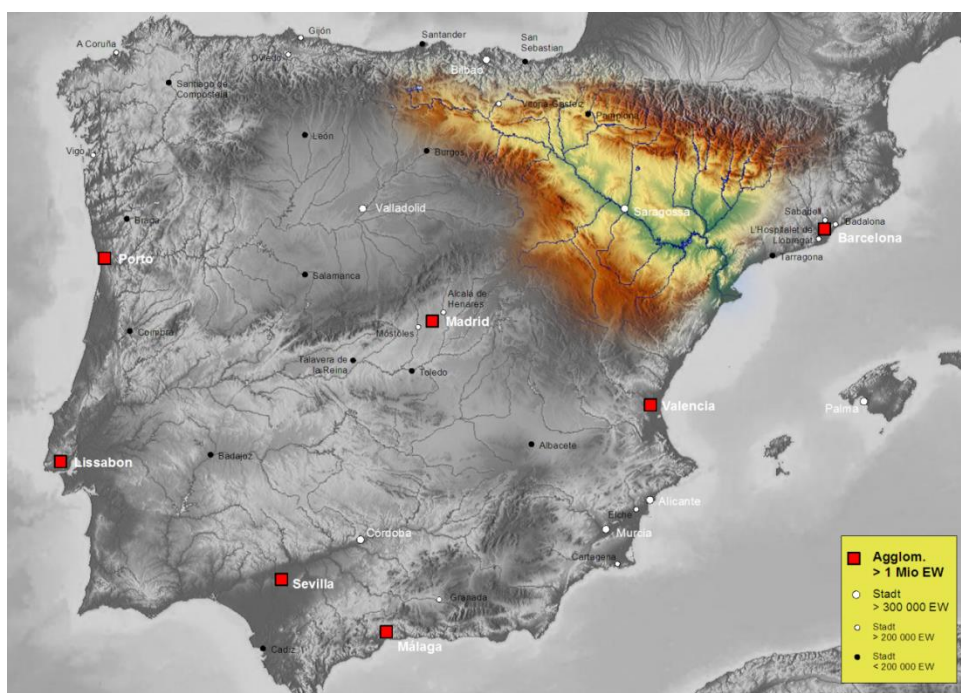 Gijón
A Coruña
Oviedo
Santander
San
Sebastian
Bilbao
Santiago de
Compostela
Vitoria-Gasteiz
Pamplona
León
Vigo
Burgos
Valladolid
Saragossa
Braga
Sabadell
Badalona
L'Hospitalet de
Llobregat
Barcelona
Tarragona
Porto
Salamanca
Alcalá de
Henares
Madrid
Móstoles
Coimbra
Talavera de
la Reina
Toledo
Valencia
Palma
Albacete
Badajoz
Lissabon
Alicante
Elche
Murcia
Córdoba
Cartagena
Sevilla
Granada
Málaga
Cadiz
Agglom.
> 1 Mio EW
Stadt
> 300 000 EW
Stadt
> 200 000 EW
Stadt
< 200 000 EW